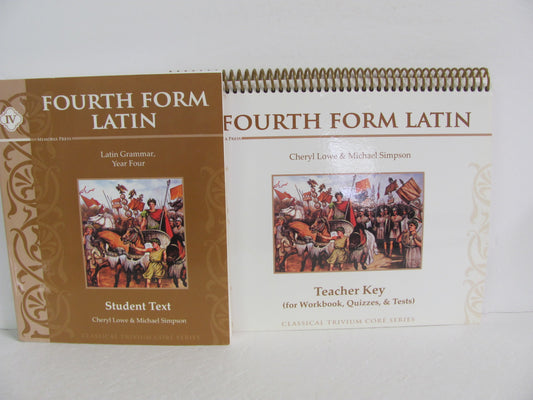 IV
MEMORIA PRESS
FOURTH FORM
LATIN
Latin Grammar,
Year Four
Student Text
Cheryl Lowe & Michael Simpson
CLASSICAL TRIVIUM CORE SERIES
FOURTH FORM LATIN
PRESS
Cheryl Lowe & Michael Simpson
Teacher Key
(for Workbook, Quizzes, & Tests)
CLASSICAL TRIVIUM CORE SERIES